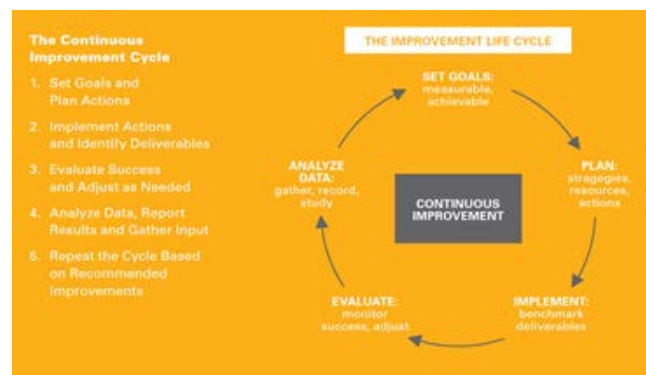 The Continuous
Improvement Cycle
1. Set Goals and
Plan Actions
2. Implement Actions
and Identify Deliverables
3. Evaluate Success
and Adjust as Needed
4. Analyze Data, Report
Results and Gather Input
5. Repeat the Cycle Based
on Recommended
Improvements
THE IMPROVEMENT LIFE CYCLE
SET GOALS:
measurable,
achievable
PLAN:
stragegies,
resources,
actions
IMPLEMENT:
benchmark
deliverables
EVALUATE:
monitor
success, adjust
ANALYZE
DATA:
gather, record,
study
CONTINUOUS
IMPROVEMENT